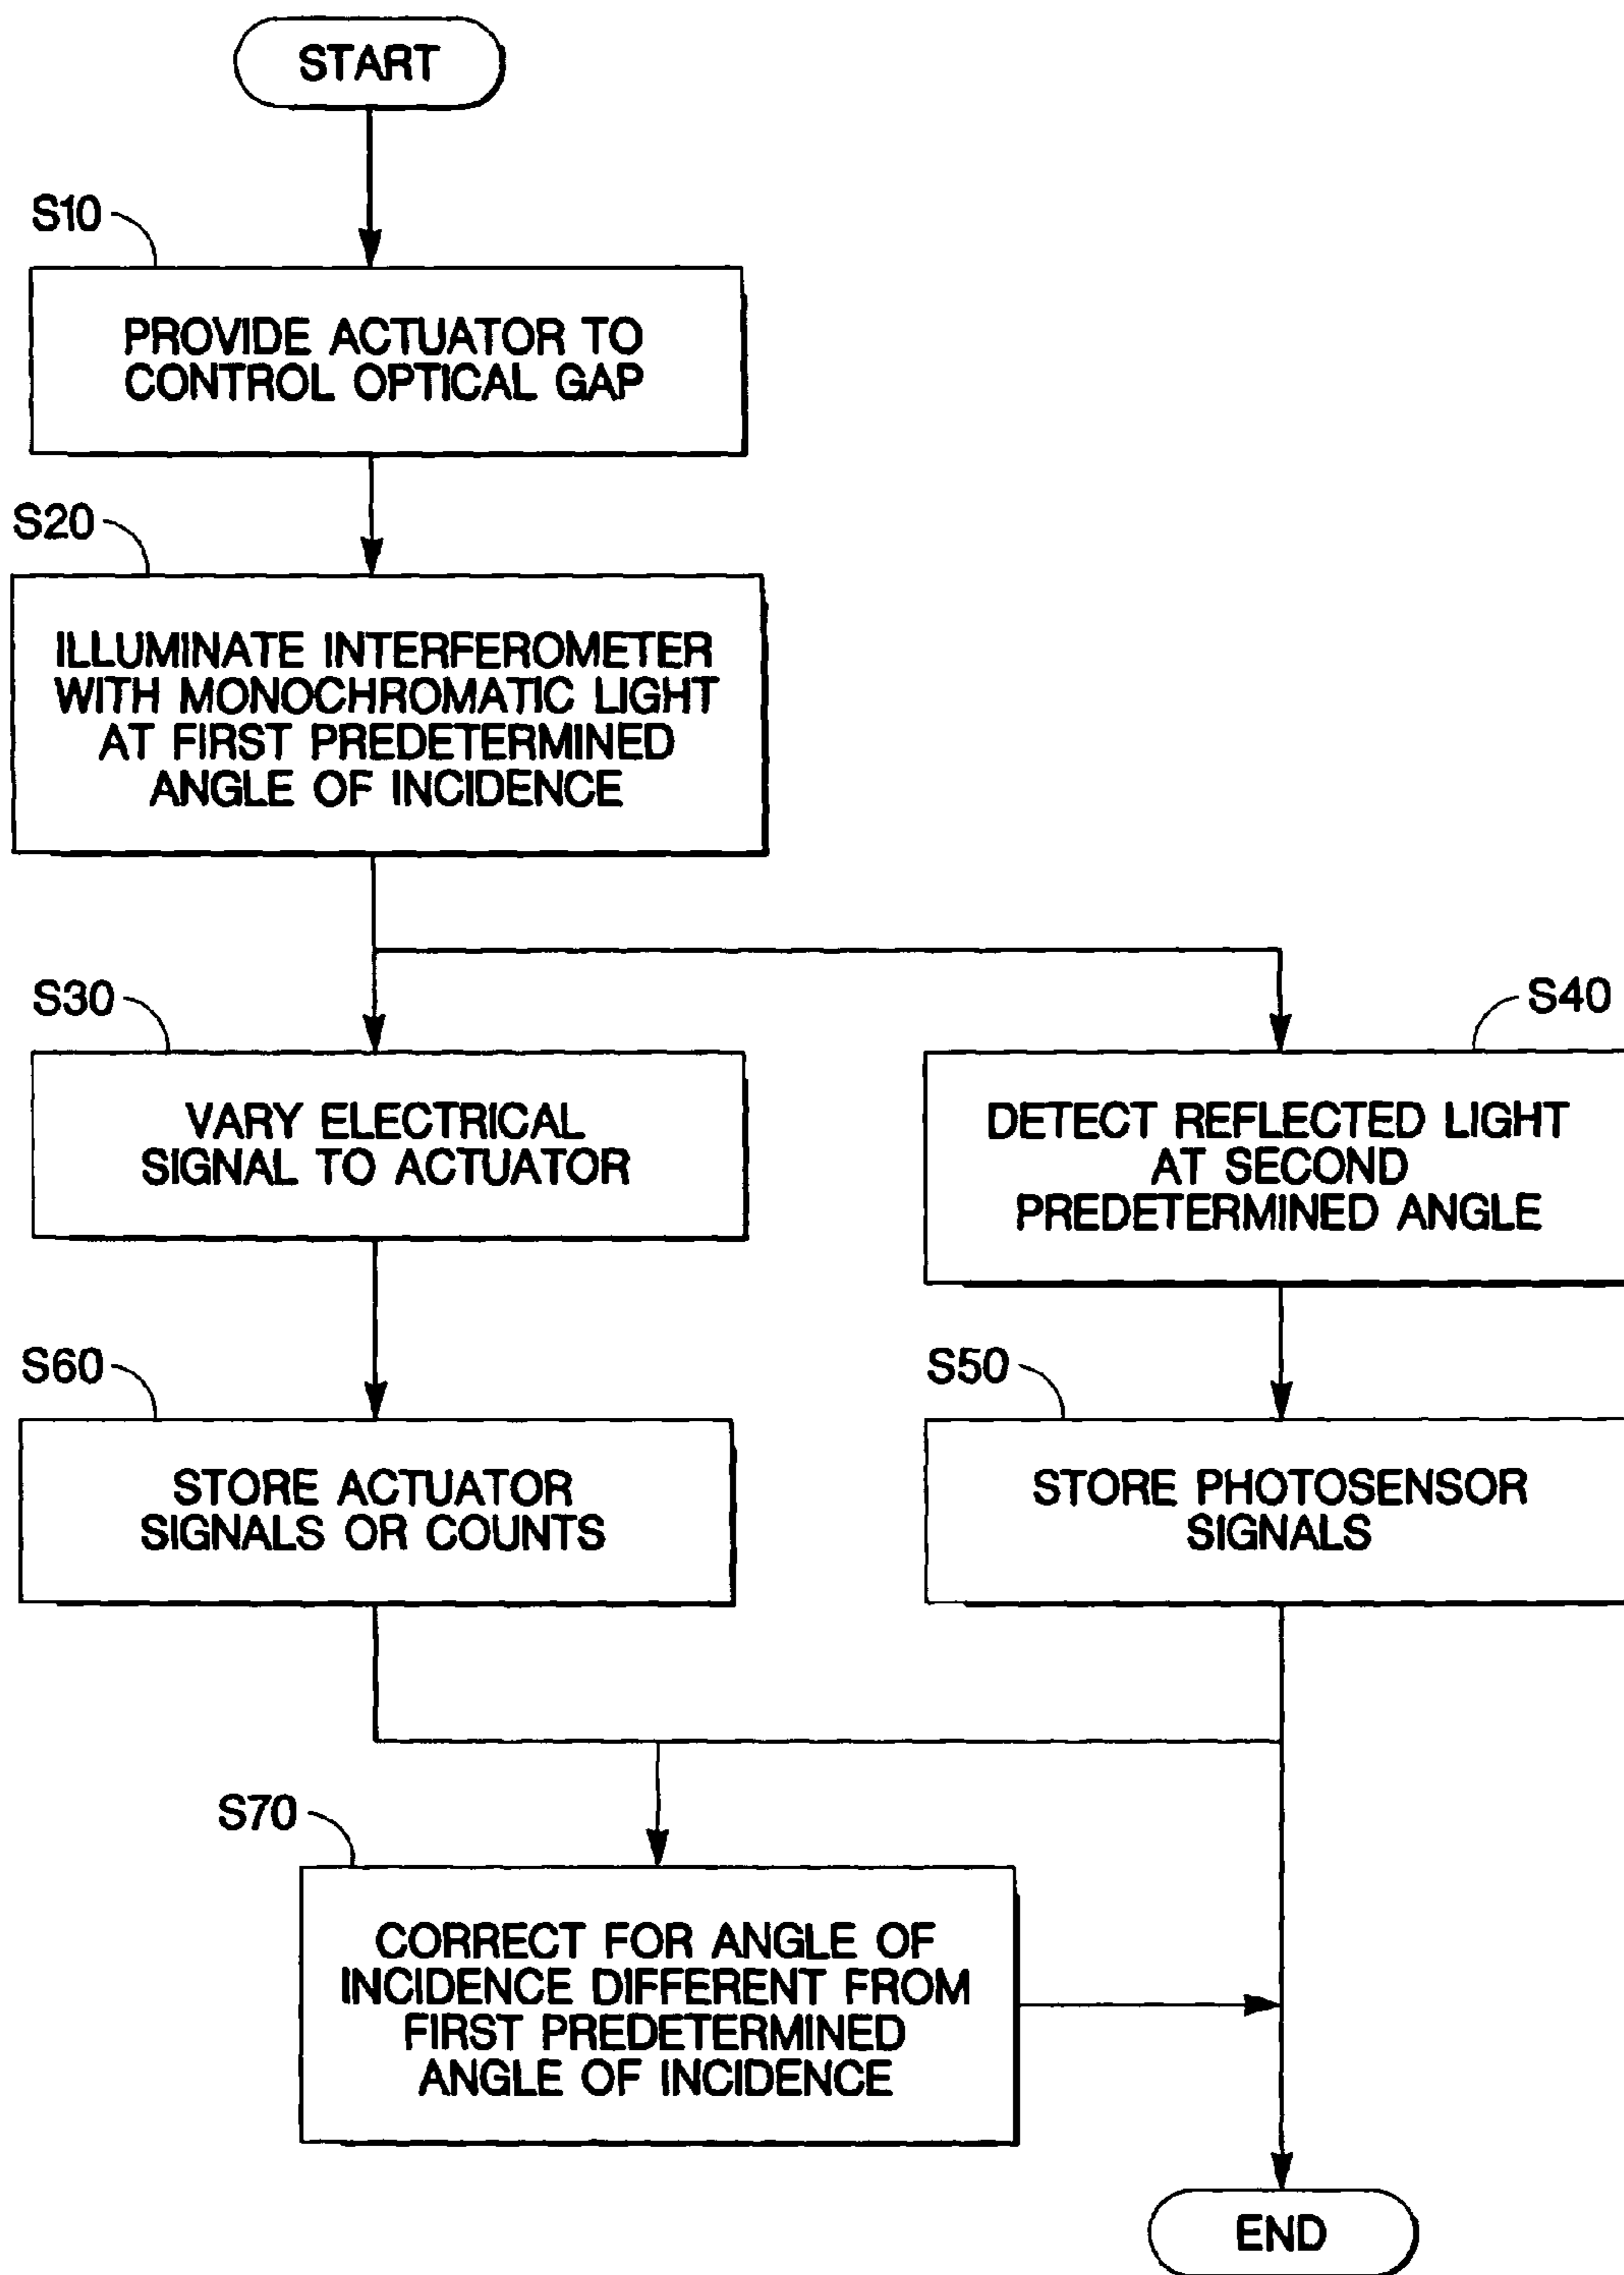 START
S10
PROVIDE ACTUATOR TO
CONTROL OPTICAL GAP
S20
ILLUMINATE INTERFEROMETER
WITH MONOCHROMATIC LIGHT
AT FIRST PREDETERMINED
ANGLE OF INCIDENCE
S30
VARY ELECTRICAL
SIGNAL TO ACTUATOR
S40
DETECT REFLECTED LIGHT
AT SECOND
PREDETERMINED ANGLE
S60
STORE ACTUATOR
SIGNALS OR COUNTS
S50
STORE PHOTOSENSOR
SIGNALS
S70
CORRECT FOR ANGLE OF
INCIDENCE DIFFERENT FROM
FIRST PREDETERMINED
ANGLE OF INCIDENCE
END